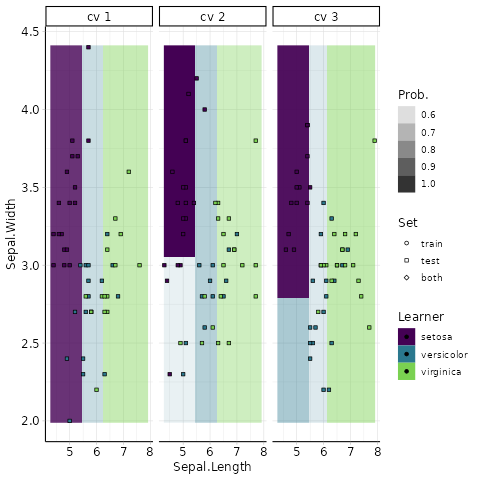 cv 1 cv 2 cv 3
4.5
4.0
3.5
3.0
2.5
2.0
Sepal.Width
5 6 7 8 5 6 7 8 5 6 7 8
Sepal.Length
Prob.
0.6
0.7
0.8
0.9
1.0
Set
train
test
both
Learner
setosa
versicolor
virginica